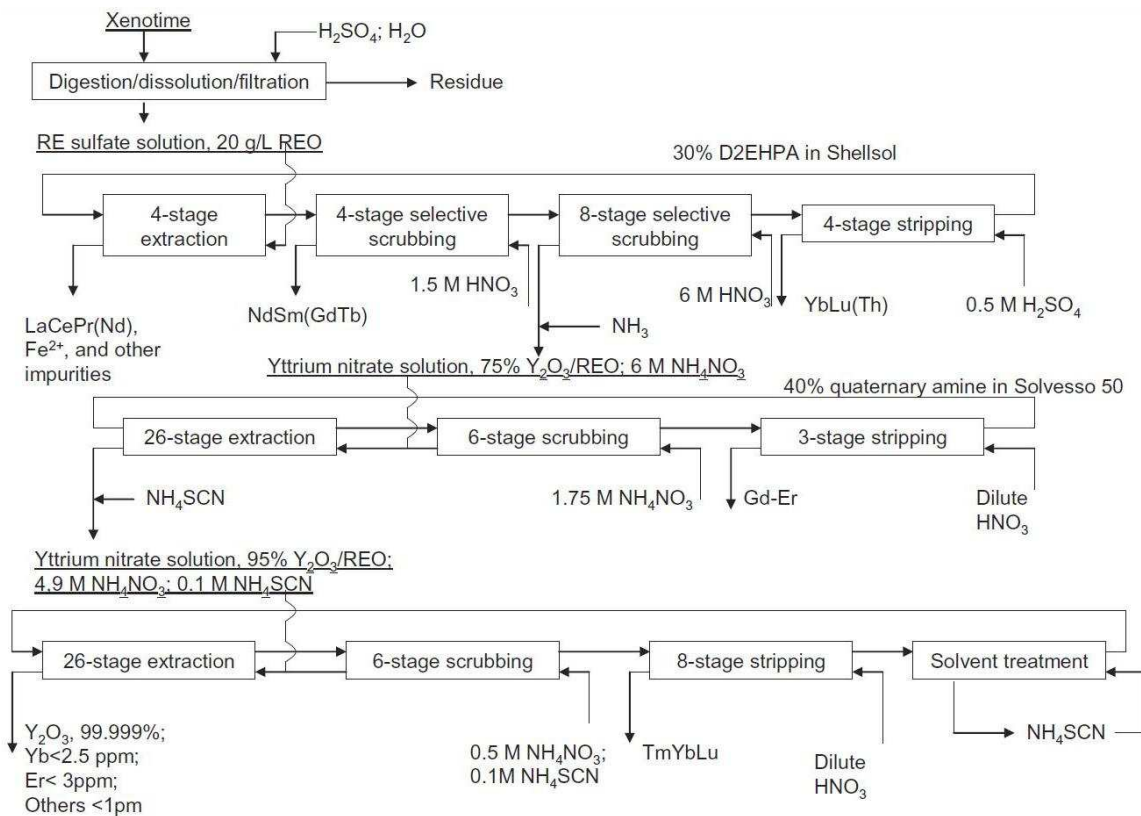 Xenotime
H₂SO₄; H₂O
Digestion/dissolution/filtration
Residue
RE sulfate solution, 20 g/L REO
30% D2EHPA in Shellsol
4-stage
extraction
4-stage selective
scrubbing
8-stage selective
scrubbing
4-stage stripping
1.5 M HNO₃
6 M HNO₃
YbLu(Th)
0.5 M H₂SO₄
NdSm(GdTb)
LaCePr(Nd),
Fe²⁺, and other
impurities
NH₃
Yttrium nitrate solution, 75% Y₂O₃/REO; 6 M NH₄NO₃
40% quaternary amine in Solvesso 50
26-stage extraction
6-stage scrubbing
3-stage stripping
NH₄SCN
1.75 M NH₄NO₃
Gd-Er
Dilute
HNO₃
Yttrium nitrate solution, 95% Y₂O₃/REO;
4.9 M NH₄NO₃; 0.1 M NH₄SCN
26-stage extraction
6-stage scrubbing
8-stage stripping
Solvent treatment
Y₂O₃, 99.999%;
Yb<2.5 ppm;
Er< 3ppm;
Others <1pm
0.5 M NH₄NO₃;
0.1M NH₄SCN
TmYbLu
Dilute
HNO₃
NH₄SCN